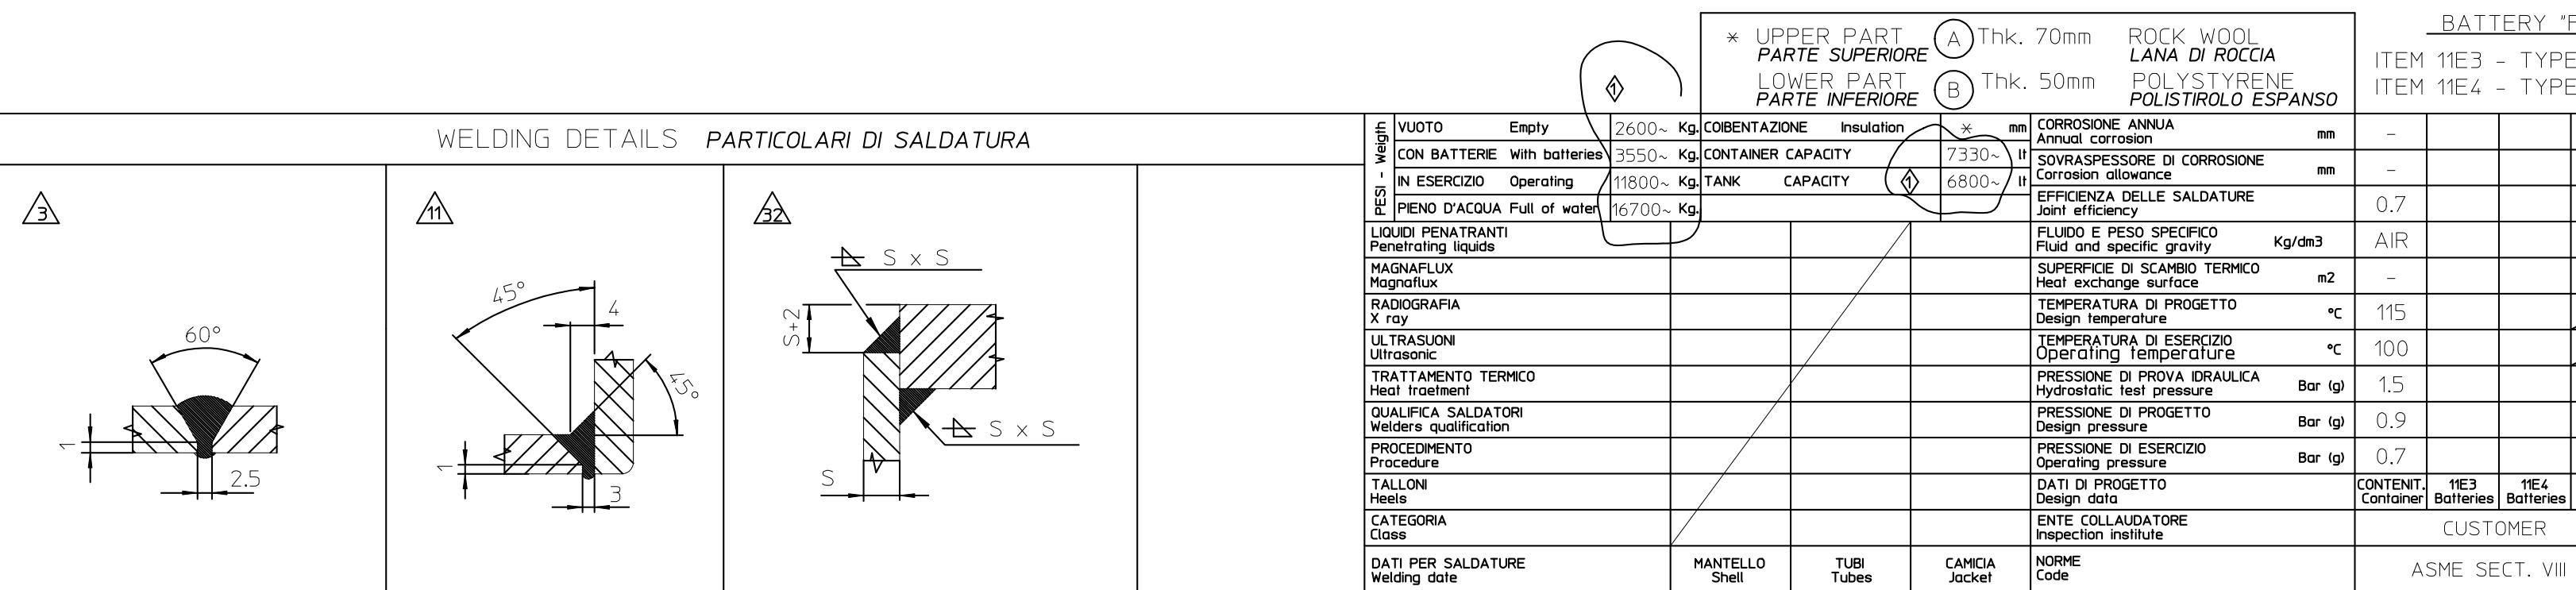 * UPPER PART A Thk. 70mm ROCK WOOL
PARTE SUPERIORE LANA DI ROCCIA
LOWER PART B Thk. 50mm POLYSTYRENE
PARTE INFERIORE POLISTIROLO ESPANSO
BATTERY "F
ITEM 11E3 - TYPE
ITEM 11E4 - TYPE
1
WELDING DETAILS PARTICOLARI DI SALDATURA
3
60°
1
2.5
11
45°
4
45°
1
3
32
S x S
S+2
S x S
S
PESI - Weigth
VUOTO Empty 2600~ Kg.
CON BATTERIE With batteries 3550~ Kg.
IN ESERCIZIO Operating 11800~ Kg.
PIENO D'ACQUA Full of water 16700~ Kg.
COIBENTAZIONE Insulation * mm
CONTAINER CAPACITY 7330~ lt
TANK CAPACITY 1 6800~ lt
LIQUIDI PENATRANTI
Penetrating liquids
MAGNAFLUX
Magnaflux
RADIOGRAFIA
X ray
ULTRASUONI
Ultrasonic
TRATTAMENTO TERMICO
Heat traetment
QUALIFICA SALDATORI
Welders qualification
PROCEDIMENTO
Procedure
TALLONI
Heels
CATEGORIA
Class
DATI PER SALDATURE MANTELLO TUBI CAMICIA
Welding date Shell Tubes Jacket
CORROSIONE ANNUA
Annual corrosion mm -
SOVRASPESSORE DI CORROSIONE
Corrosion allowance mm -
EFFICIENZA DELLE SALDATURE
Joint efficiency 0.7
FLUIDO E PESO SPECIFICO
Fluid and specific gravity Kg/dm3 AIR
SUPERFICIE DI SCAMBIO TERMICO
Heat exchange surface m2 -
TEMPERATURA DI PROGETTO
Design temperature °C 115
TEMPERATURA DI ESERCIZIO
Operating temperature °C 100
PRESSIONE DI PROVA IDRAULICA
Hydrostatic test pressure Bar (g) 1.5
PRESSIONE DI PROGETTO
Design pressure Bar (g) 0.9
PRESSIONE DI ESERCIZIO
Operating pressure Bar (g) 0.7
DATI DI PROGETTO CONTENIT. 11E3 11E4
Design data Container Batteries Batteries
ENTE COLLAUDATORE
Inspection institute CUSTOMER
NORME
Code ASME SECT. VIII